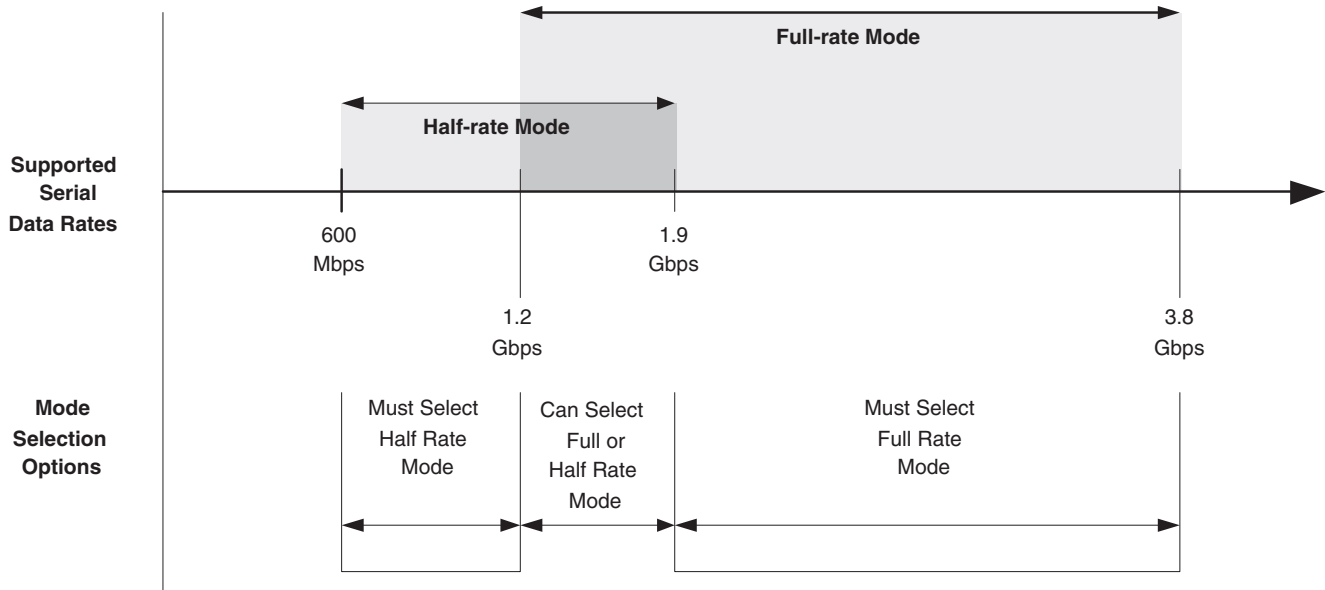 Full-rate Mode
Half-rate Mode
Supported
Serial
Data Rates
600
Mbps
1.9
Gbps
1.2
Gbps
3.8
Gbps
Mode
Selection
Options
Must Select
Half Rate
Mode
Can Select
Full or
Half Rate
Mode
Must Select
Full Rate
Mode